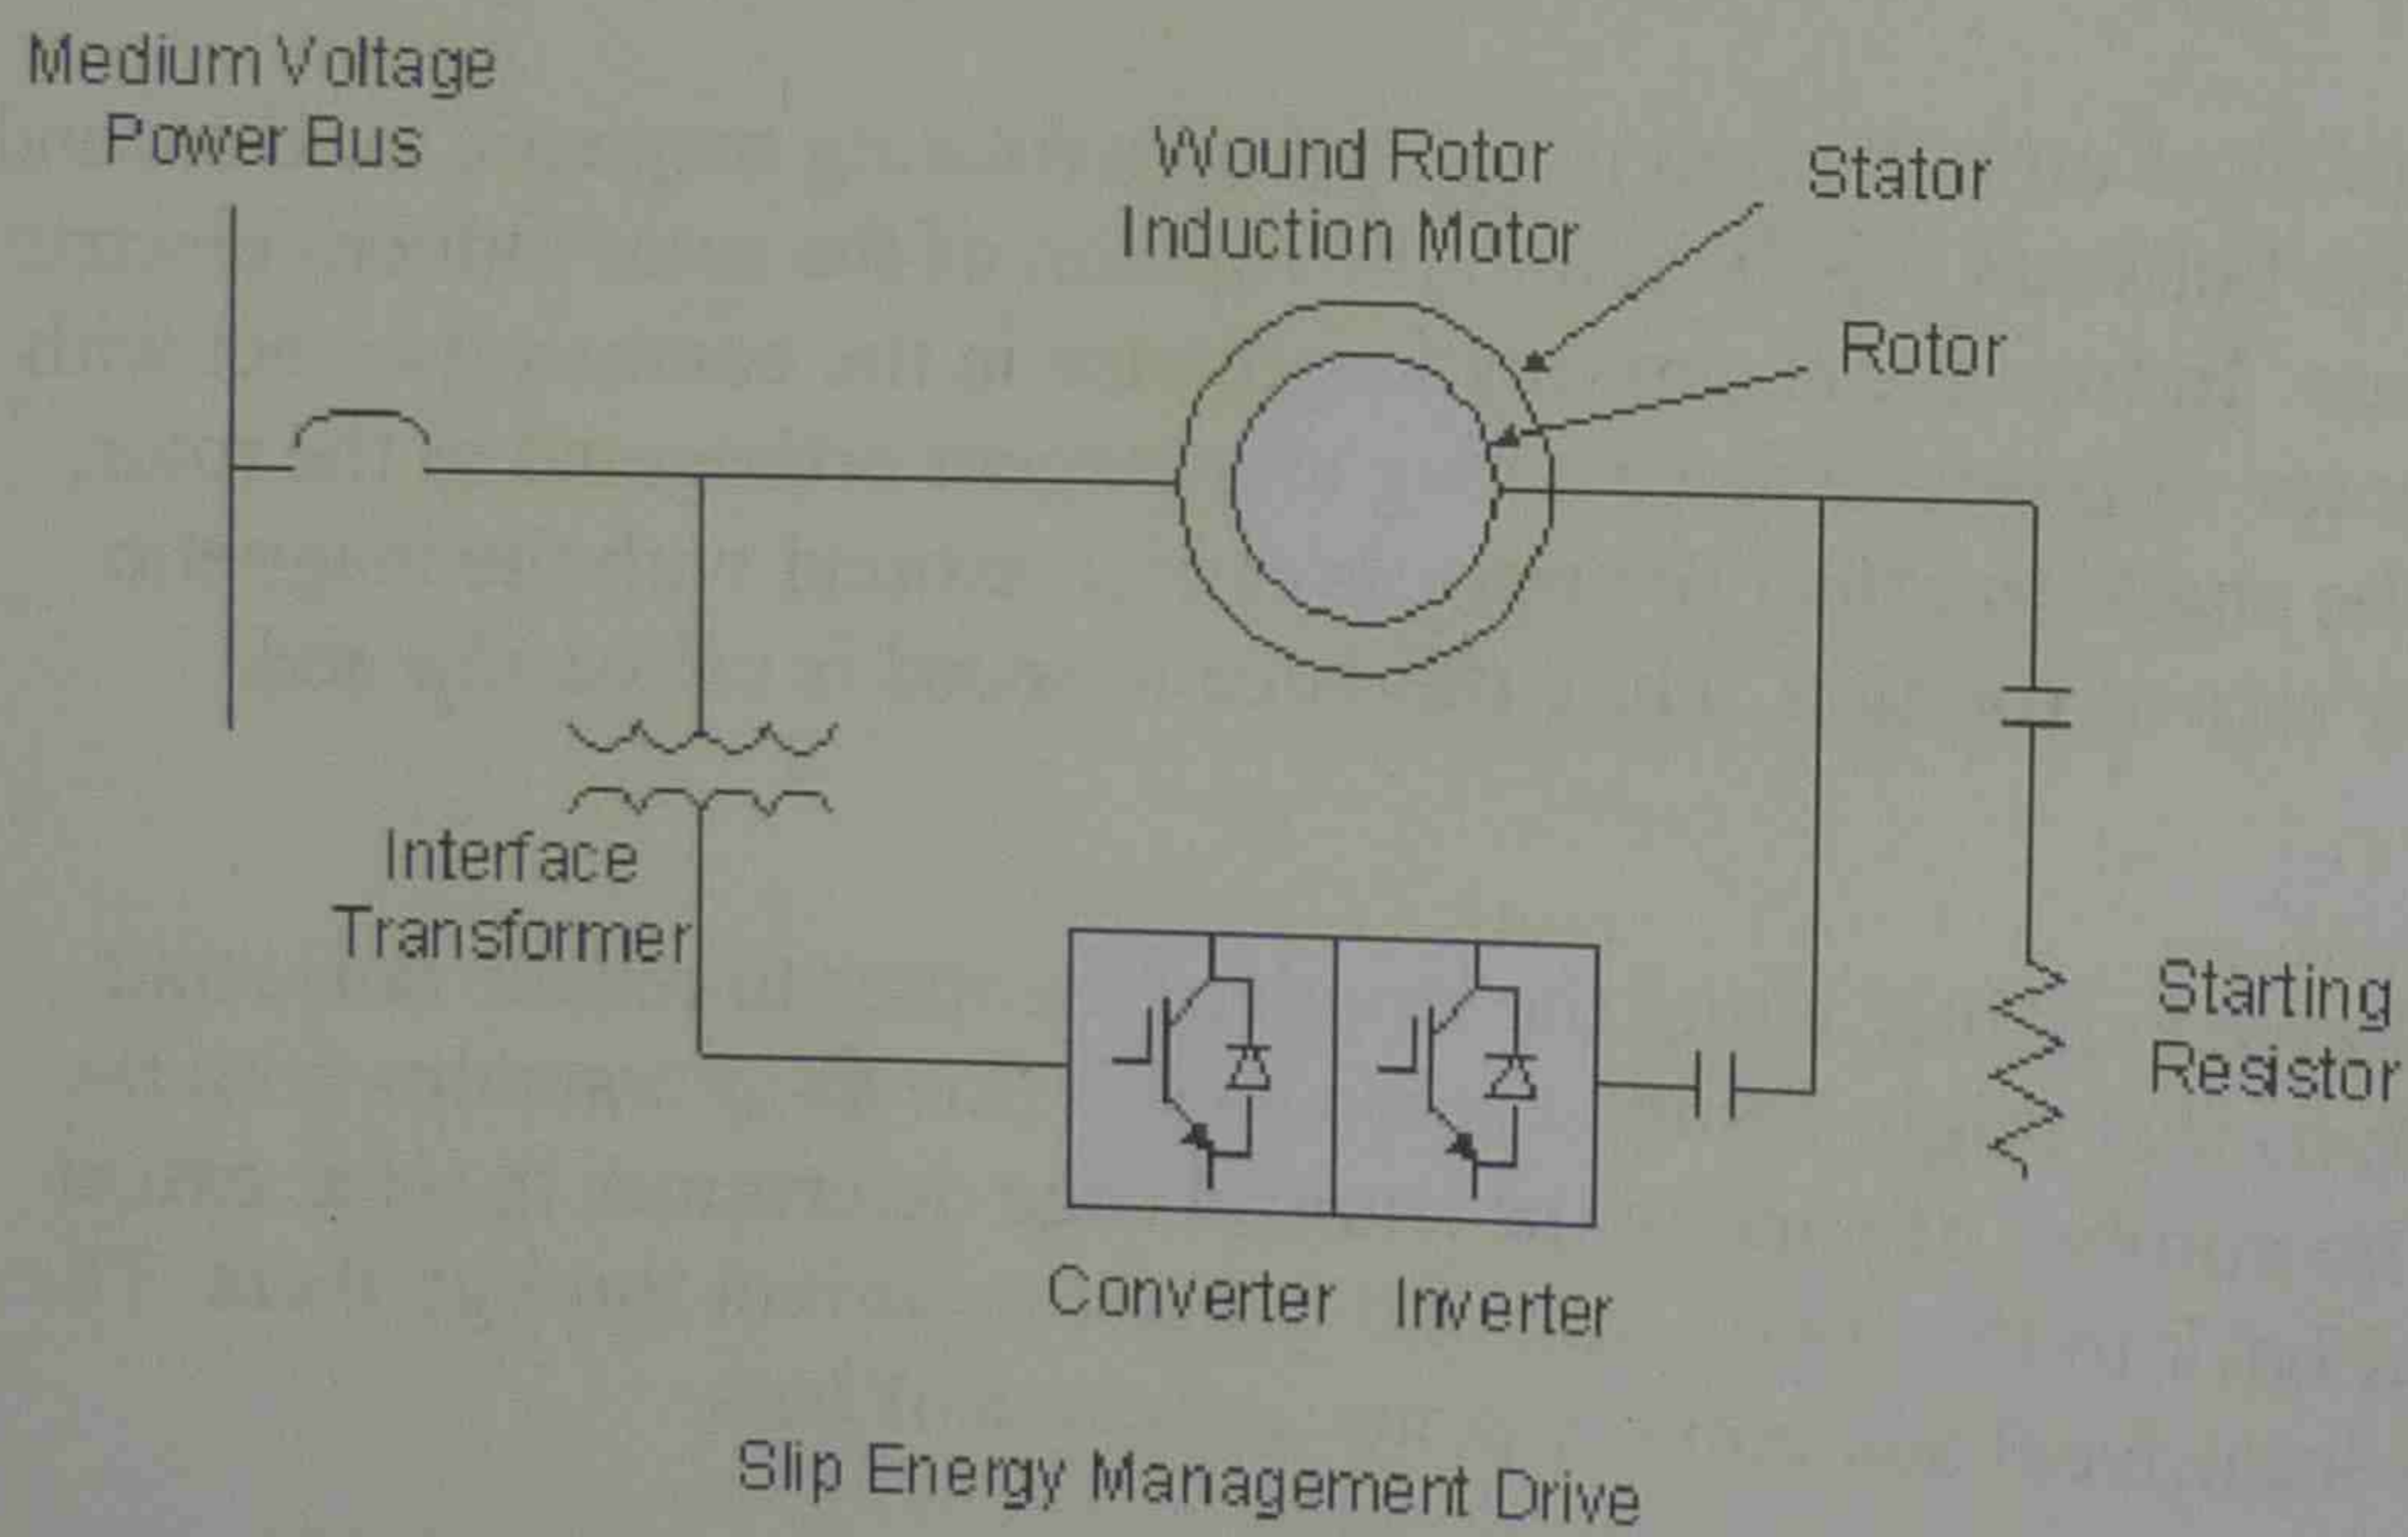 Medium Voltage
Power Bus
Wound Rotor
Induction Motor
Stator
Rotor
Interface
Transformer
Starting
Resistor
Converter
Inverter
Slip Energy Management Drive